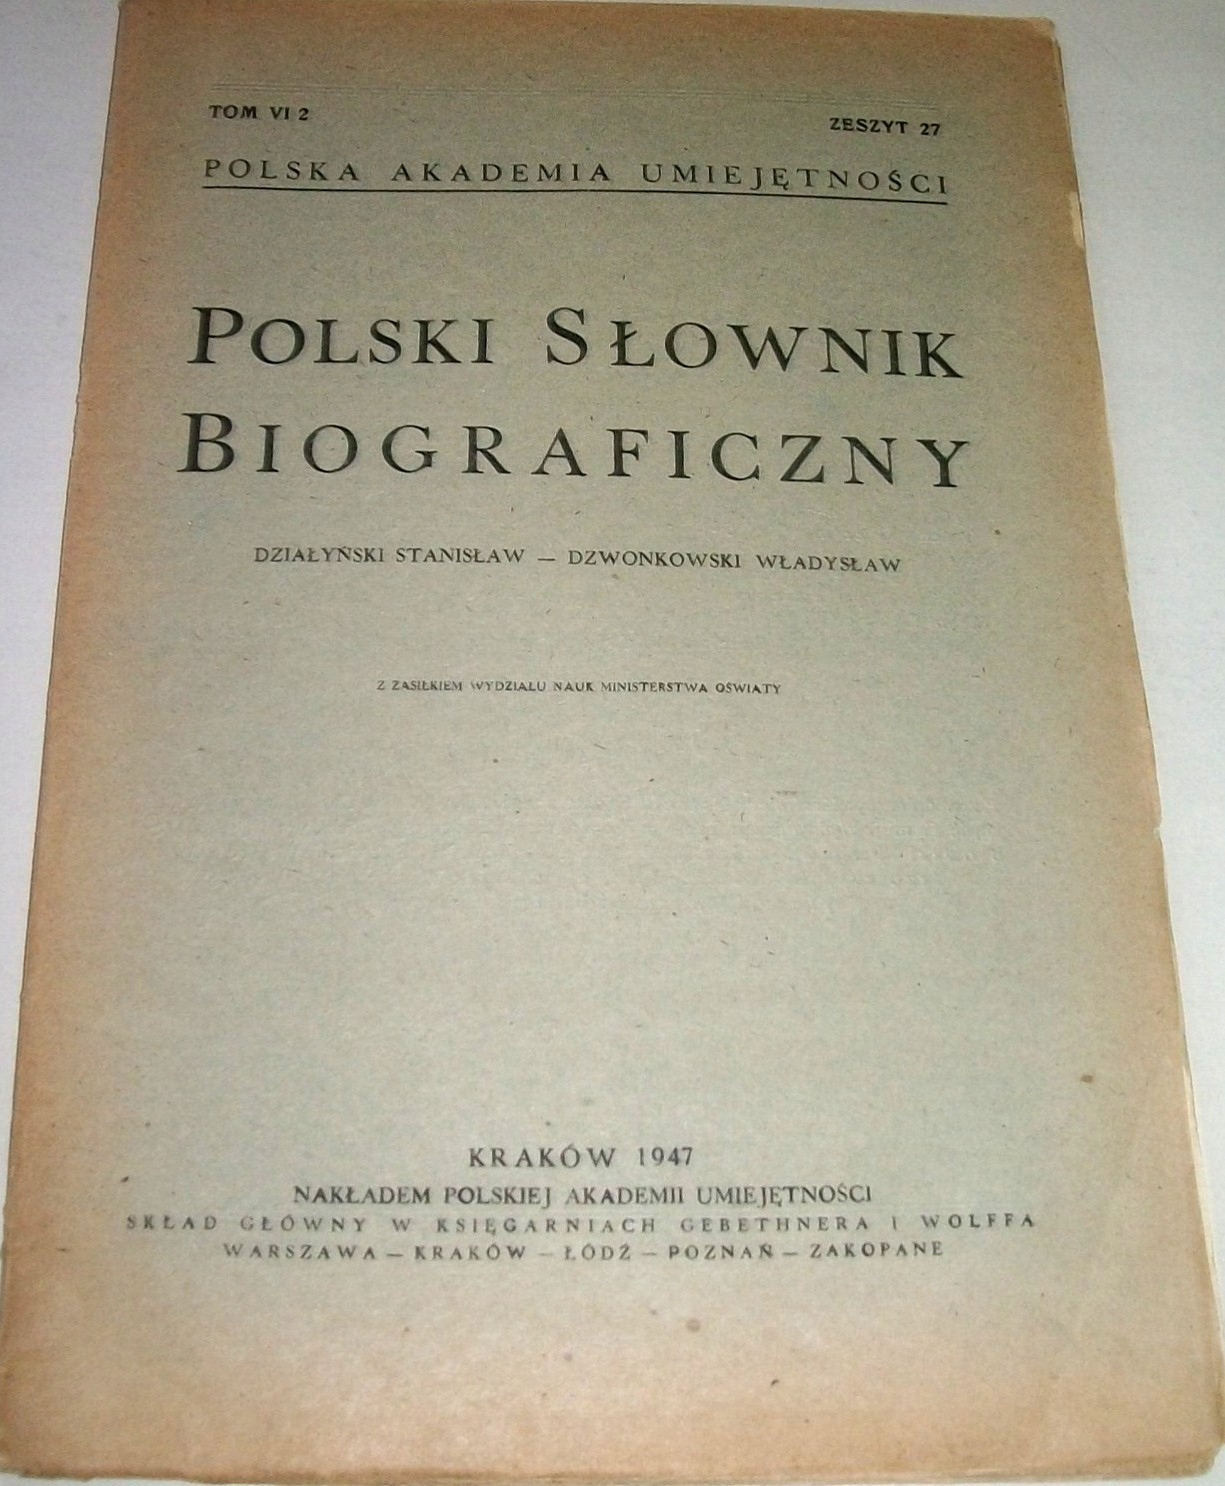 TOM VI 2
ZESZYT 27
POLSKA AKADEMIA UMIEJĘTNOŚCI
POLSKI SŁOWNIK
BIOGRAFICZNY
DZIAŁYŃSKI STANISŁAW — DZWONKOWSKI WŁADYSŁAW
Z ZASIŁKIEM WYDZIAŁU NAUK MINISTERSTWA OŚWIATY
KRAKÓW 1947
NAKŁADEM POLSKIEJ AKADEMII UMIEJĘTNOŚCI
SKŁAD GŁÓWNY W KSIĘGARNIACH GEBETHNERA I WOLFFA
WARSZAWA — KRAKÓW — ŁÓDŹ — POZNAŃ — ZAKOPANE